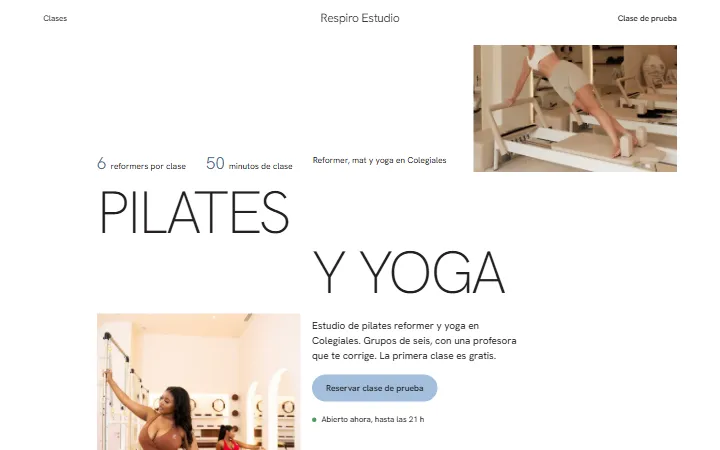 Clases
Respiro Estudio
Clase de prueba
6 reformers por clase
50 minutos de clase
Reformer, mat y yoga en Colegiales
PILATES
Y YOGA
Estudio de pilates reformer y yoga en
Colegiales. Grupos de seis, con una profesora
que te corrige. La primera clase es gratis.
Reservar clase de prueba
Abierto ahora, hasta las 21 h